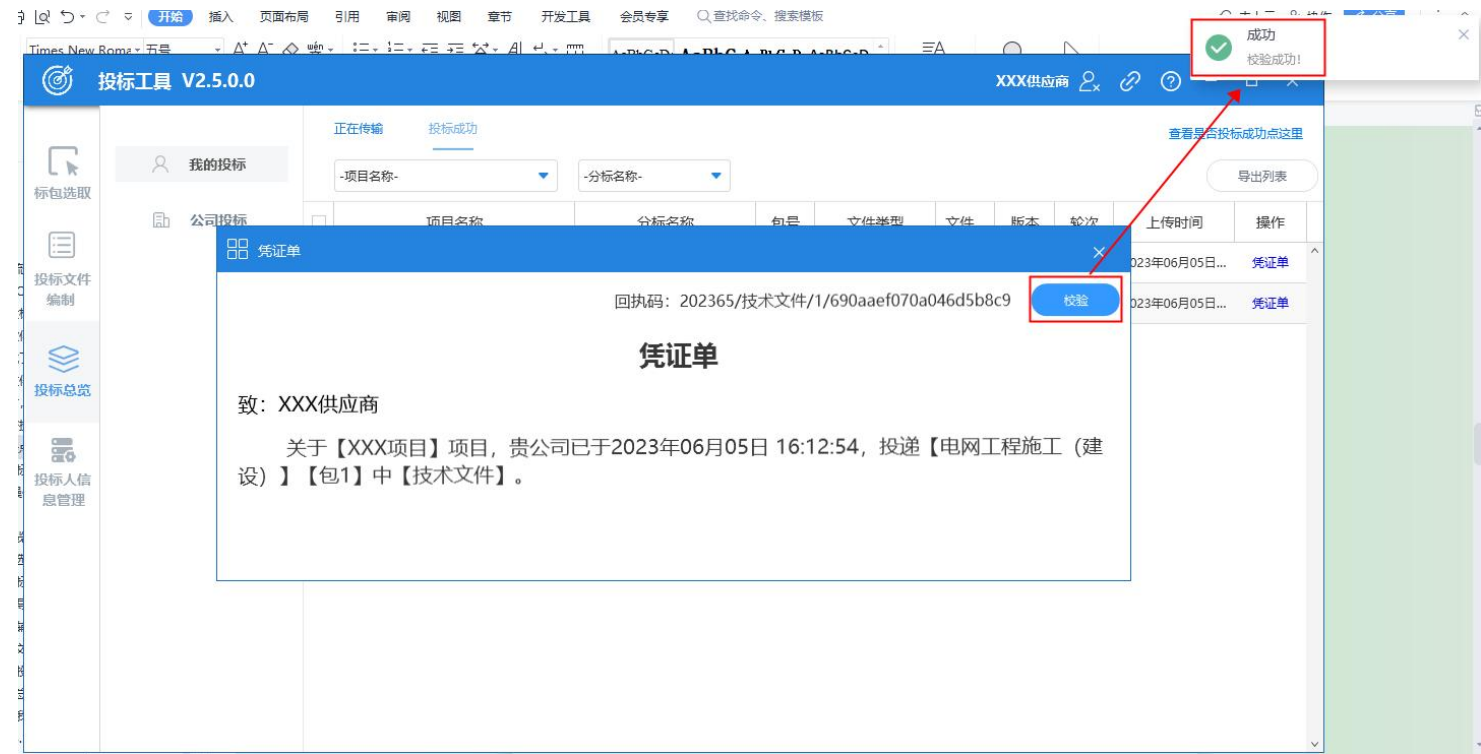 开始 插入 页面布局 引用 审阅 视图 章节 开发工具 会员专享 查找命令、搜索模板
成功
校验成功!
Times New Roma 五号
投标工具 V2.5.0.0
XXX供应商
正在传输 投标成功
查看是否投标成功点这里
我的投标
-项目名称- -分标名称-
导出列表
标包选取
公司投标
项目名称 分标名称 包号 文件类型 文件 版本 轮次 上传时间 操作
凭证单
023年06月05日... 凭证单
投标文件
编制
回执码:202365/技术文件/1/690aaef070a046d5b8c9 校验
023年06月05日... 凭证单
凭证单
投标总览
致:XXX供应商
关于【XXX项目】项目,贵公司已于2023年06月05日 16:12:54,投递【电网工程施工(建
设)】【包1】中【技术文件】。
投标人信
息管理